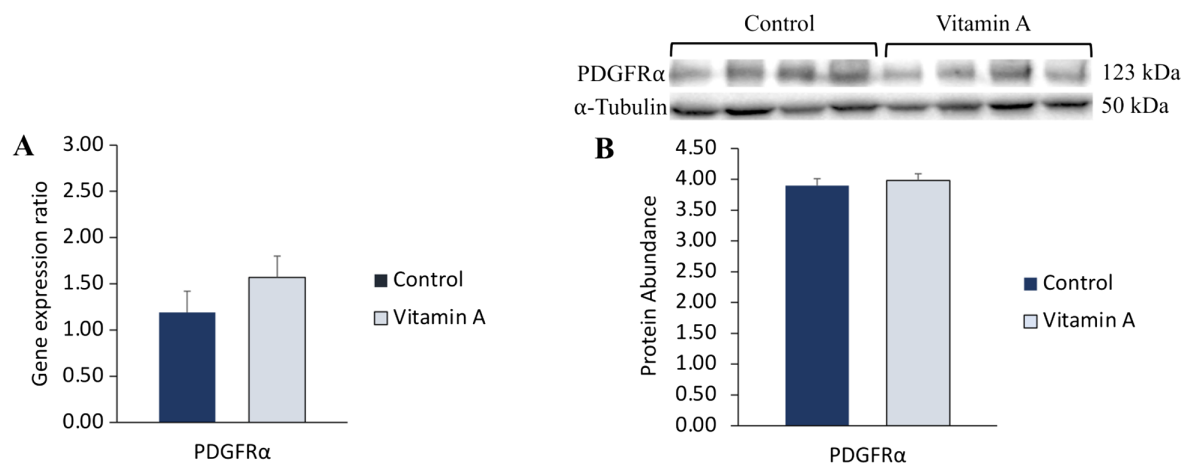 Control
Vitamin A
PDGFRα
123 kDa
α-Tubulin
50 kDa
A
3.00
2.50
2.00
1.50
1.00
0.50
0.00
Gene expression ratio
PDGFRα
Control
Vitamin A
B
4.50
4.00
3.50
3.00
2.50
2.00
1.50
1.00
0.50
0.00
Protein Abundance
PDGFRα
Control
Vitamin A